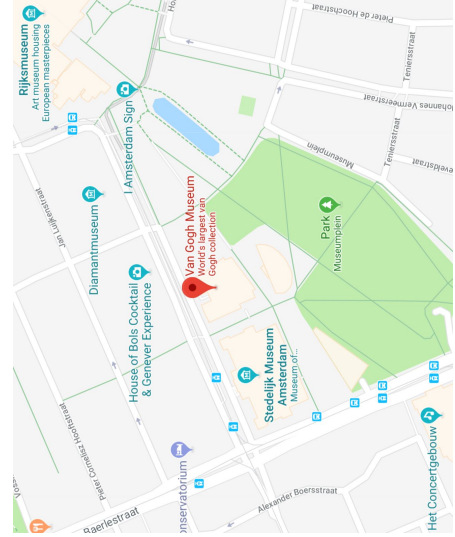 Rijksmuseum
Art museum housing
European masterpieces
I Amsterdam Sign
Diamantmuseum
Jan Luijkenstraat
House of Bols Cocktail
& Genever Experience
Van Gogh Museum
World's largest van
Gogh collection
Pieter de Hoochstraat
Teniersstraat
Johannes Vermeerstraat
Teniersstraat
Museumplein
eveldstraat
Park
Museumplein
Stedelijk Museum
Amsterdam
Museum of...
Pieter Cornelisz Hooftstraat
onservatorium
Baerlestraat
Alexander Boersstraat
Het Concertgebouw